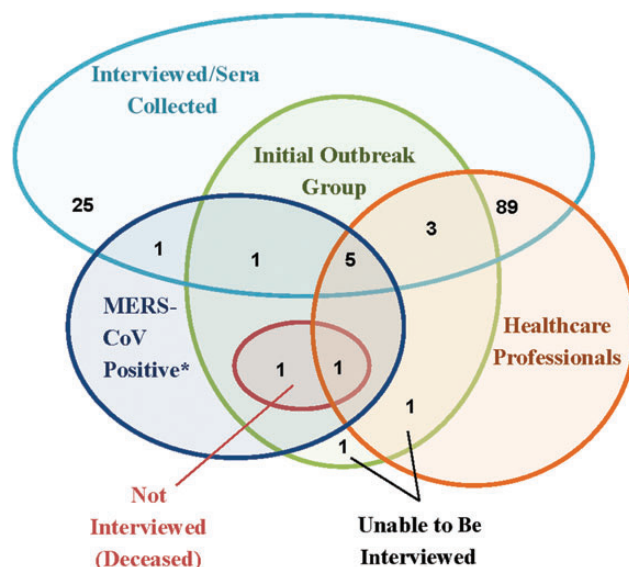 Interviewed/Sera
Collected
Initial Outbreak
Group
25
89
3
1
1
5
MERS-
CoV
Positive*
Healthcare
Professionals
1
1
1
1
Not
Interviewed
(Deceased)
Unable to Be
Interviewed